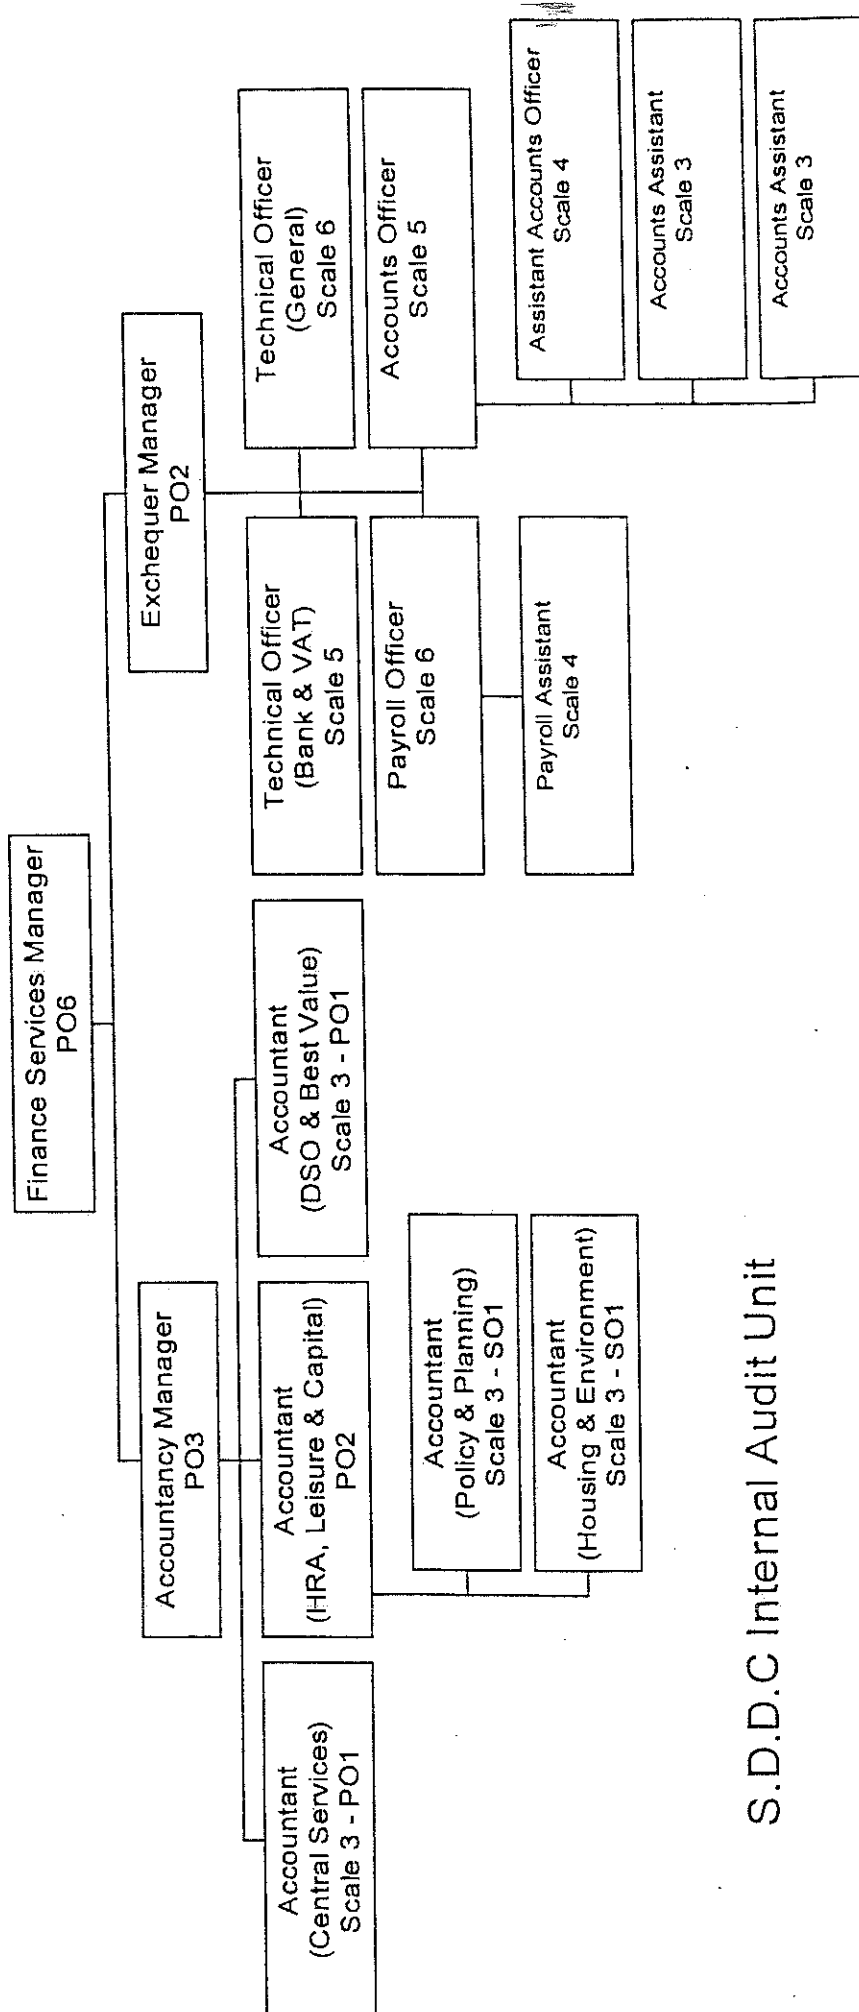 Finance Services Manager
PO6
Accountancy Manager
PO3
Exchequer Manager
PO2
Accountant
(Central Services)
Scale 3 - PO1
Accountant
(HRA, Leisure & Capital)
PO2
Accountant
(DSO & Best Value)
Scale 3 - PO1
Accountant
(Policy & Planning)
Scale 3 - SO1
Accountant
(Housing & Environment)
Scale 3 - SO1
Technical Officer
(Bank & VAT)
Scale 5
Technical Officer
(General)
Scale 6
Payroll Officer
Scale 6
Accounts Officer
Scale 5
Payroll Assistant
Scale 4
Assistant Accounts Officer
Scale 4
Accounts Assistant
Scale 3
Accounts Assistant
Scale 3
S.D.D.C Internal Audit Unit